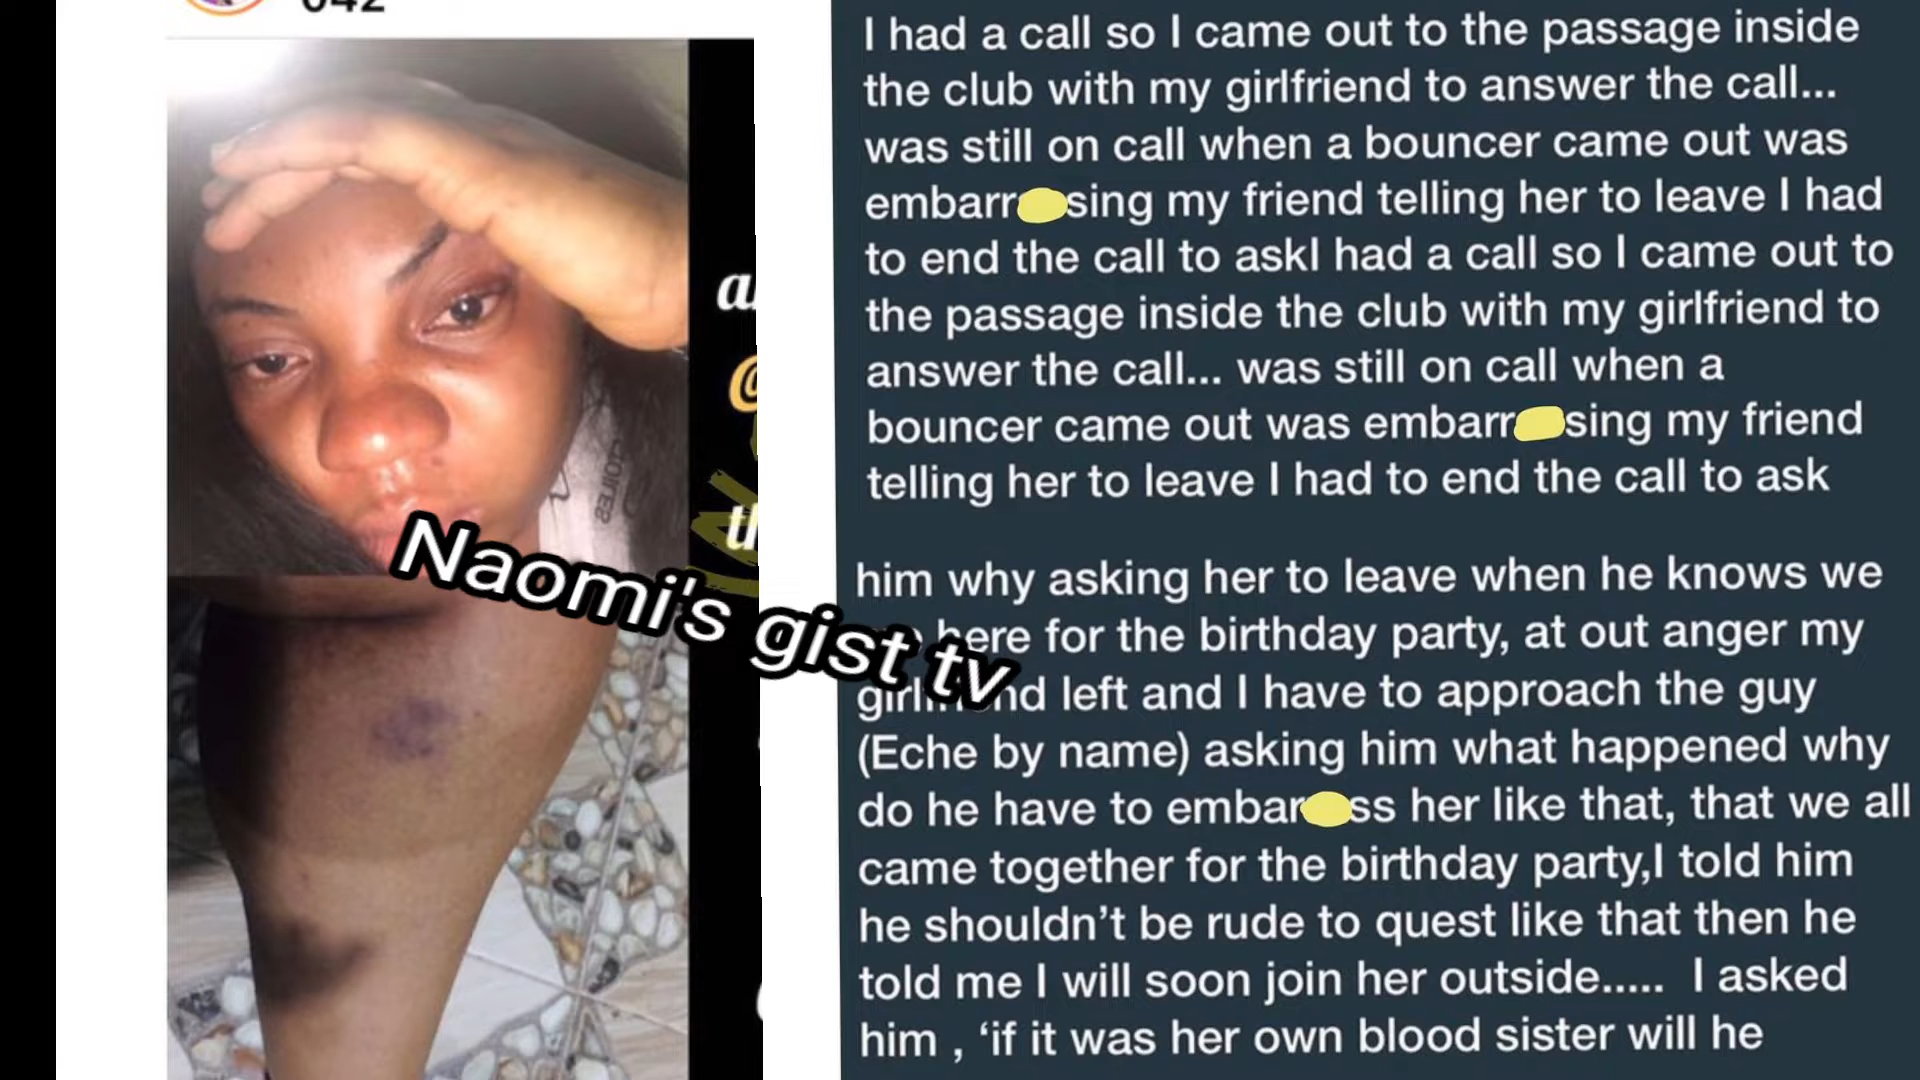 042
I had a call so I came out to the passage inside
the club with my girlfriend to answer the call...
was still on call when a bouncer came out was
embarr sing my friend telling her to leave I had
to end the call to askI had a call so I came out to
the passage inside the club with my girlfriend to
answer the call... was still on call when a
bouncer came out was embarr sing my friend
telling her to leave I had to end the call to ask
him why asking her to leave when he knows we
here for the birthday party, at out anger my
left and I have to approach the guy
(Eche by name) asking him what happened why
do he have to embar ss her like that, that we all
came together for the birthday party,I told him
he shouldn't be rude to quest like that then he
told me I will soon join her outside..... I asked
him , ‘if it was her own blood sister will he
Naomi's gist tv